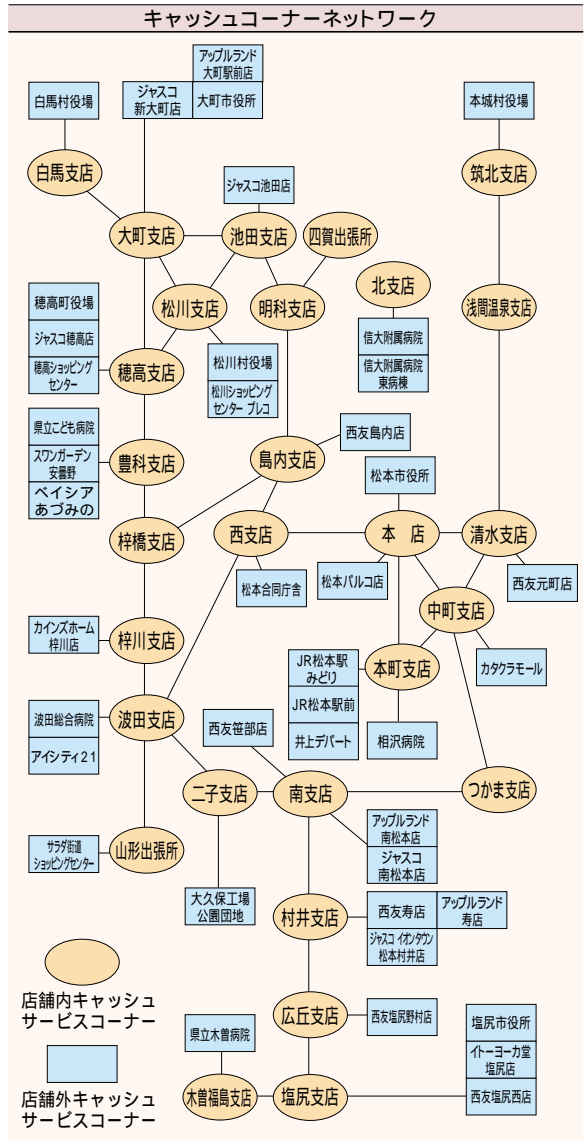 キャッシュコーナーネットワーク
アップルランド
大町駅前店
白馬村役場
ジャスコ
新大町店
大町市役所
本城村役場
白馬支店
ジャスコ池田店
筑北支店
大町支店
池田支店
四賀出張所
北支店
松川支店
明科支店
浅間温泉支店
穂高町役場
ジャスコ穂高店
穂高ショッピング
センター
穂高支店
松川村役場
松川ショッピング
センター プレコ
信大附属病院
信大附属病院
東病棟
県立こども病院
スワンガーデン
安曇野
ベイシア
あづみの
豊科支店
島内支店
西友島内店
松本市役所
梓橋支店
西支店
本 店
清水支店
松本合同庁舎
松本パルコ店
西友元町店
中町支店
カインズホーム
梓川店
梓川支店
JR松本駅
みどり
JR松本駅前
井上デパート
本町支店
カタクラモール
相沢病院
波田総合病院
アイシティ21
波田支店
西友笹部店
二子支店
南支店
つかま支店
アップルランド
南松本店
ジャスコ
南松本店
サラダ街道
ショッピングセンター
山形出張所
大久保工場
公園団地
村井支店
西友寿店
アップルランド
寿店
ジャスコ イオンタウン
松本村井店
店舗内キャッシュ
サービスコーナー
広丘支店
西友塩尻野村店
塩尻市役所
イトーヨーカ堂
塩尻店
西友塩尻西店
県立木曽病院
木曽福島支店
塩尻支店
店舗外キャッシュ
サービスコーナー